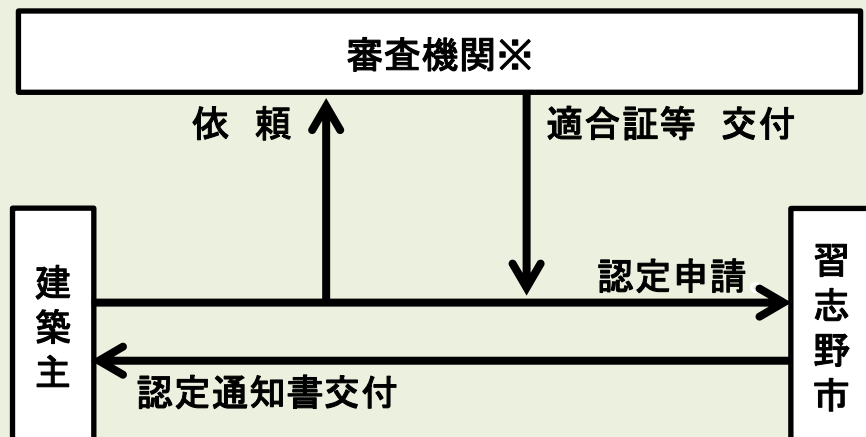 審査機関※
依 頼
適合証等 交付
建築主
認定申請
習志野市
認定通知書交付